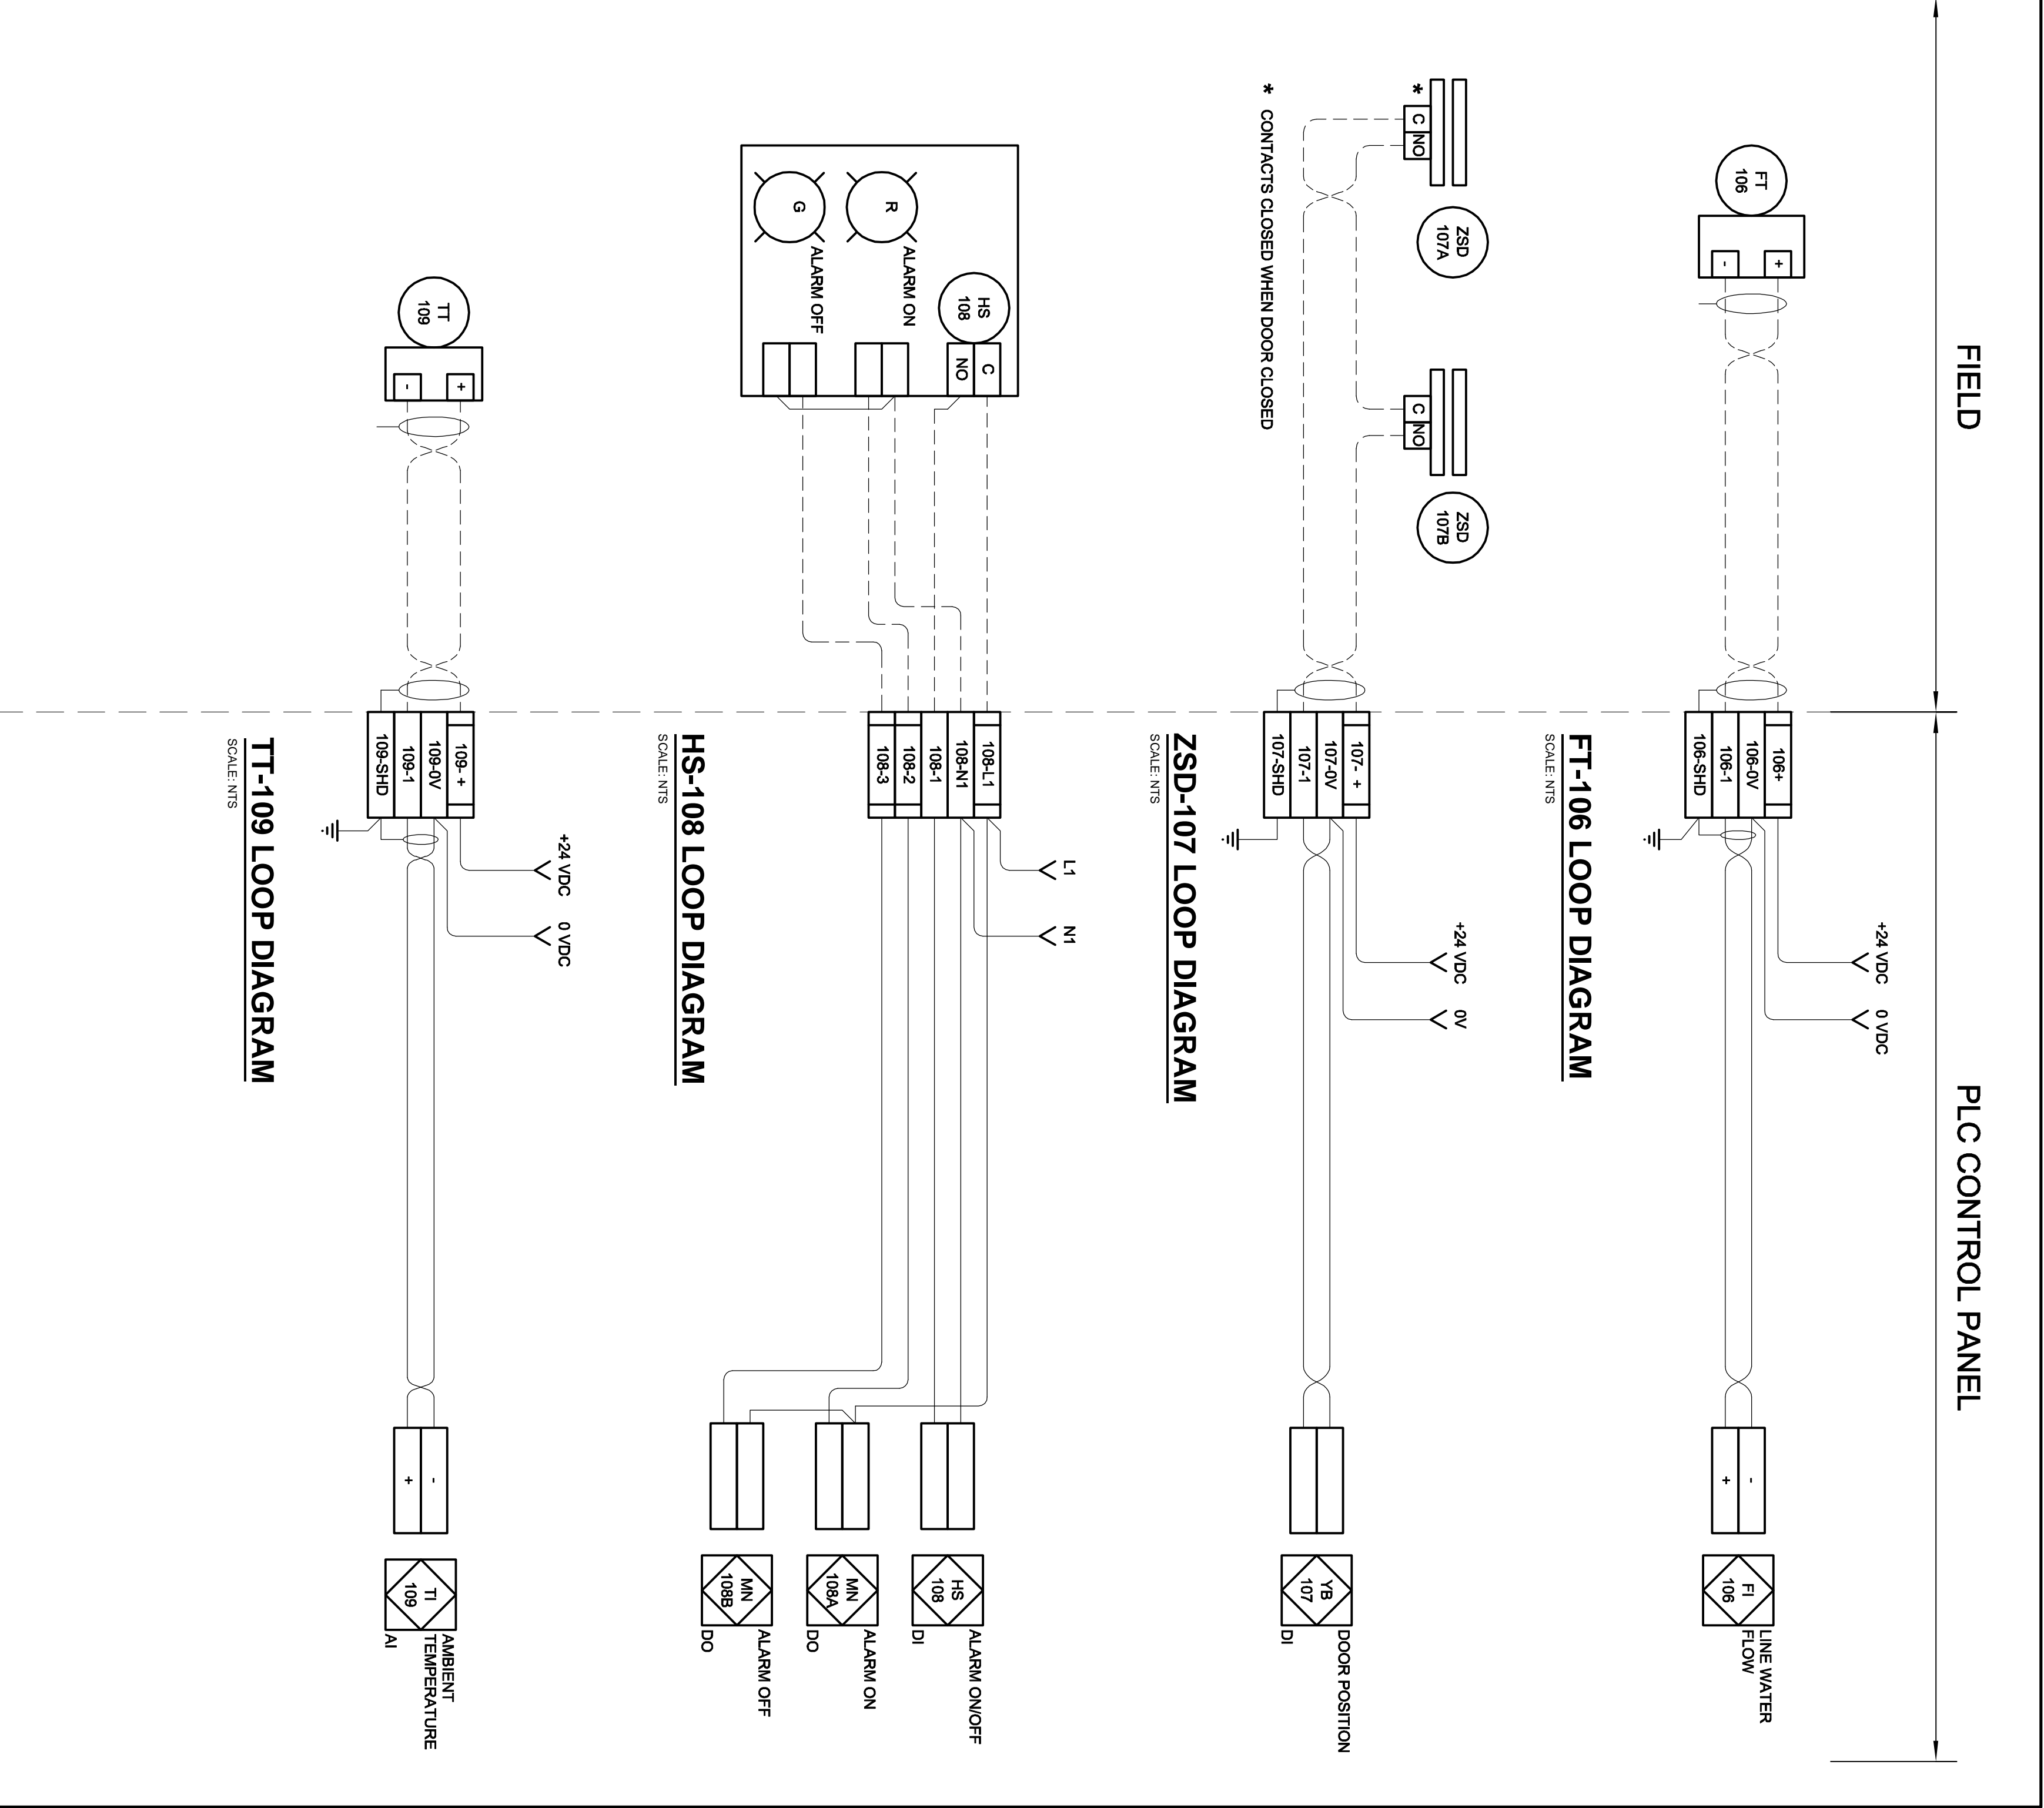 FIELD
PLC CONTROL PANEL
FT
106
+
-
106+
106-0V
106-1
106-SHD
+24 VDC
0 VDC
-
+
FI
106
LINE WATER
FLOW
FT-106 LOOP DIAGRAM
SCALE: NTS
*
C
NO
ZSD
107A
C
NO
ZSD
107B
* CONTACTS CLOSED WHEN DOOR CLOSED
107- +
107-0V
107-1
107-SHD
+24 VDC
0V
YB
107
DOOR POSITION
DI
ZSD-107 LOOP DIAGRAM
SCALE: NTS
HS
108
C
NO
R
ALARM ON
G
ALARM OFF
108-L1
108-N1
108-1
108-2
108-3
L1
N1
HS
108
ALARM ON/OFF
DI
MN
108A
ALARM ON
DO
MN
108B
ALARM OFF
DO
HS-108 LOOP DIAGRAM
SCALE: NTS
TT
109
+
-
109- +
109-0V
109-1
109-SHD
+24 VDC
0 VDC
-
+
TI
109
AMBIENT
TEMPERATURE
AI
TT-109 LOOP DIAGRAM
SCALE: NTS